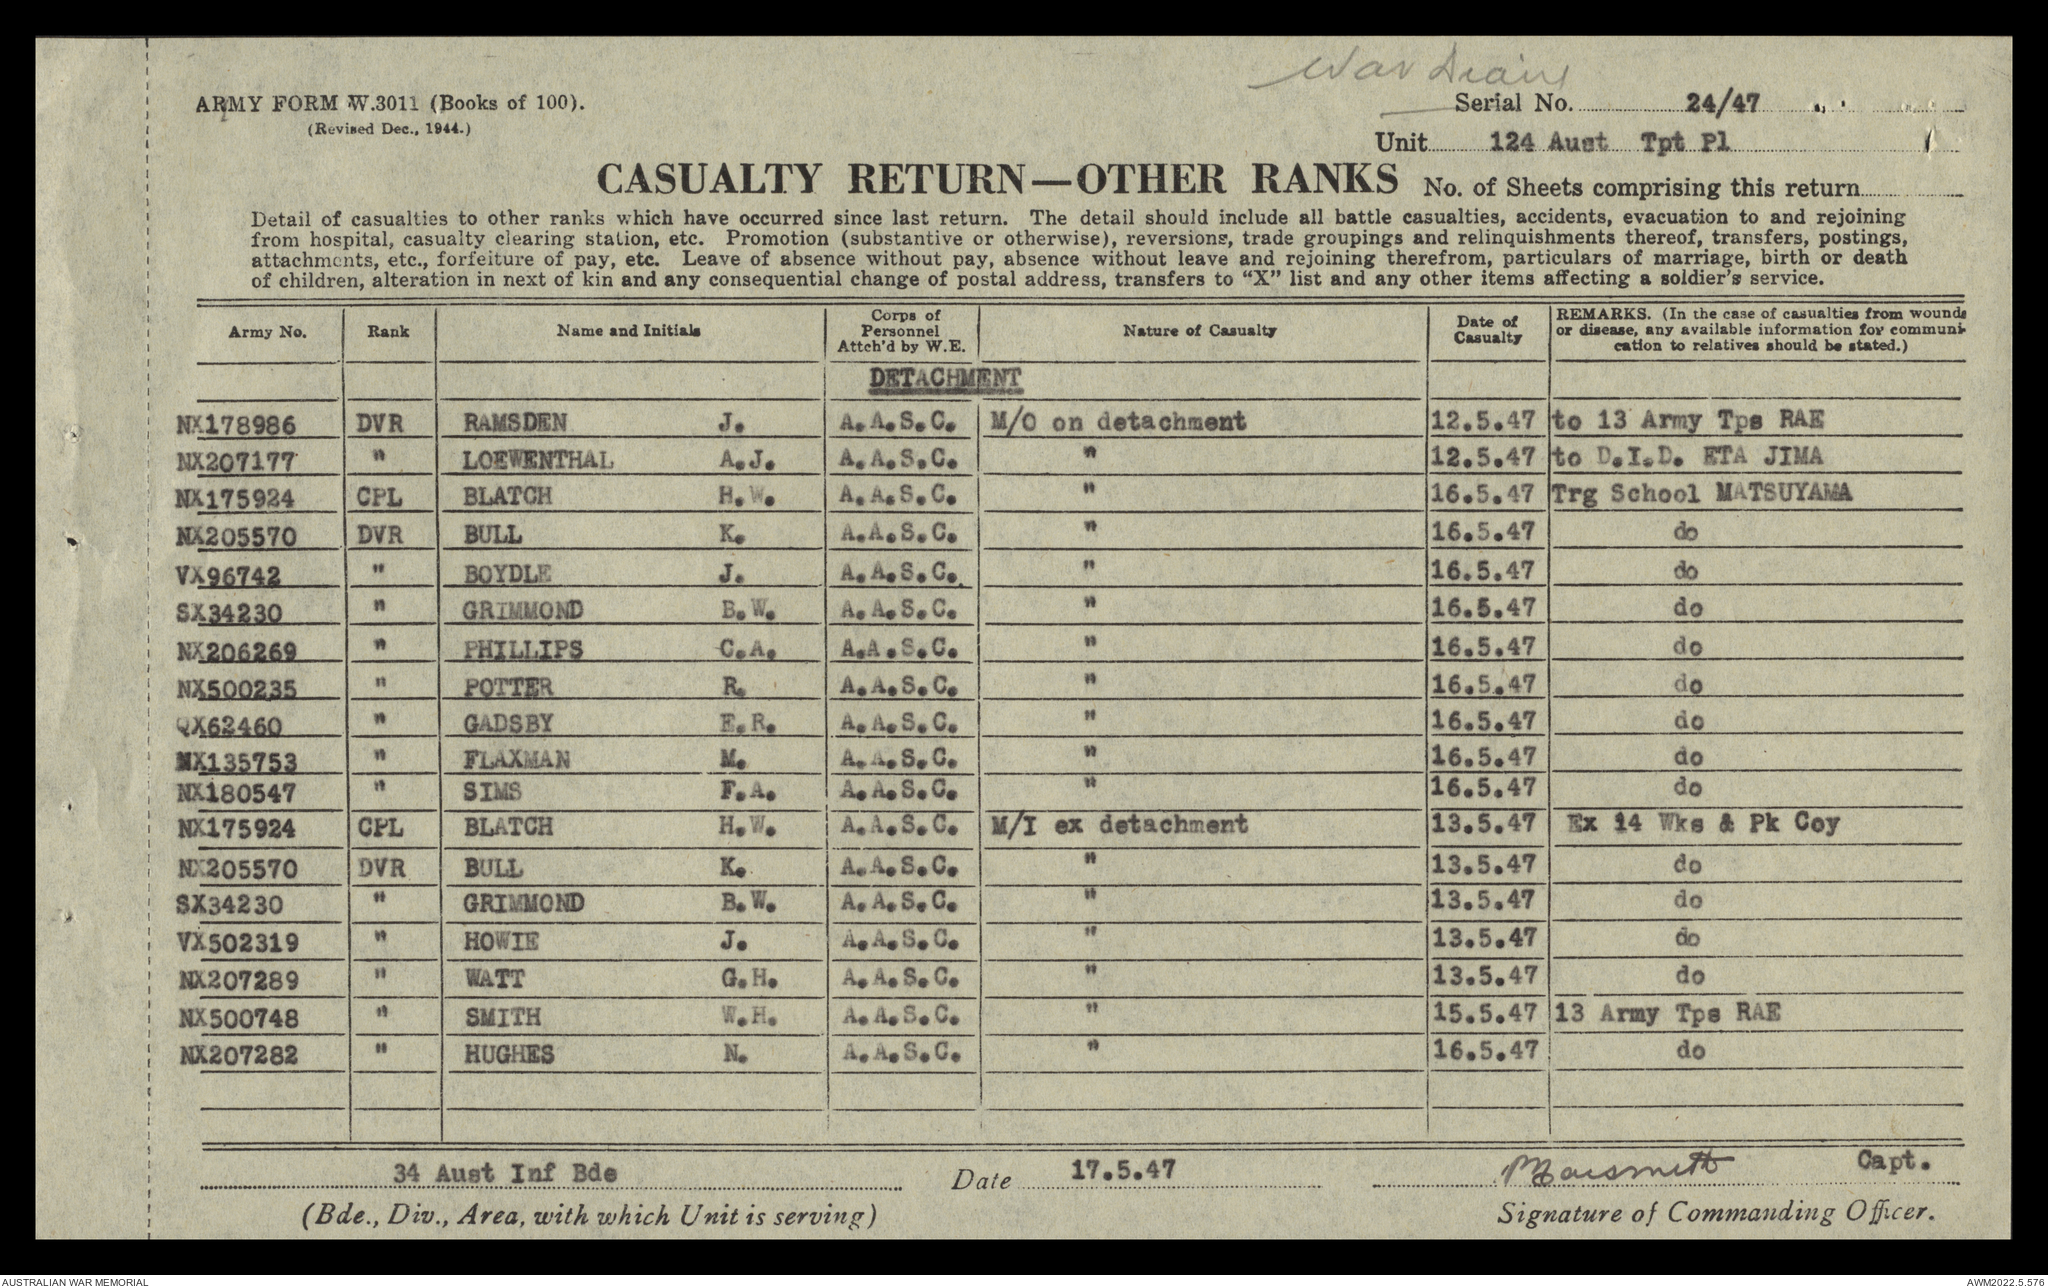 War Diary
ARMY FORM W.3011 (Books of 100).
(Revised Dec., 1944.)
Serial No. 24/47
Unit 124 Aust Tpt Pl
CASUALTY RETURN—OTHER RANKS No. of Sheets comprising this return
Detail of casualties to other ranks which have occurred since last return. The detail should include all battle casualties, accidents, evacuation to and rejoining
from hospital, casualty clearing station, etc. Promotion (substantive or otherwise), reversions, trade groupings and relinquishments thereof, transfers, postings,
attachments, etc., forfeiture of pay, etc. Leave of absence without pay, absence without leave and rejoining therefrom, particulars of marriage, birth or death
of children, alteration in next of kin and any consequential change of postal address, transfers to “X” list and any other items affecting a soldier's service.
Army No. Rank Name and Initials Corps of Personnel Attch'd by W.E. Nature of Casualty Date of Casualty REMARKS. (In the case of casualties from wounds or disease, any available information for communication to relatives should be stated.)
DETACHMENT
NX178986 DVR RAMSDEN J. A.A.S.C. M/O on detachment 12.5.47 to 13 Army Tps RAE
NX207177 " LOEWENTHAL A.J. A.A.S.C. " 12.5.47 to D.I.D. ETA JIMA
NX175924 CPL BLATCH H.W. A.A.S.C. " 16.5.47 Trg School MATSUYAMA
NX205570 DVR BULL K. A.A.S.C. " 16.5.47 do
VX96742 " BOYDLE J. A.A.S.C. " 16.5.47 do
SX34230 " GRIMMOND B.W. A.A.S.C. " 16.5.47 do
NX206269 " PHILLIPS C.A. A.A.S.C. " 16.5.47 do
NX500235 " POTTER R. A.A.S.C. " 16.5.47 do
QX62460 " GADSBY E.R. A.A.S.C. " 16.5.47 do
NX135753 " FLAXMAN M. A.A.S.C. " 16.5.47 do
NX180547 " SIMS F.A. A.A.S.C. " 16.5.47 do
NX175924 CPL BLATCH H.W. A.A.S.C. M/I ex detachment 13.5.47 Ex 14 Wks & Pk Coy
NX205570 DVR BULL K. A.A.S.C. " 13.5.47 do
SX34230 " GRIMMOND B.W. A.A.S.C. " 13.5.47 do
VX502319 " HOWIE J. A.A.S.C. " 13.5.47 do
NX207289 " WATT G.H. A.A.S.C. " 13.5.47 do
NX500748 " SMITH W.H. A.A.S.C. " 15.5.47 13 Army Tps RAE
NX207282 " HUGHES N. A.A.S.C. " 16.5.47 do
34 Aust Inf Bde Date 17.5.47 Capt.
(Bde., Div., Area, with which Unit is serving) Signature of Commanding Officer.
AUSTRALIAN WAR MEMORIAL AWM2022.5.576